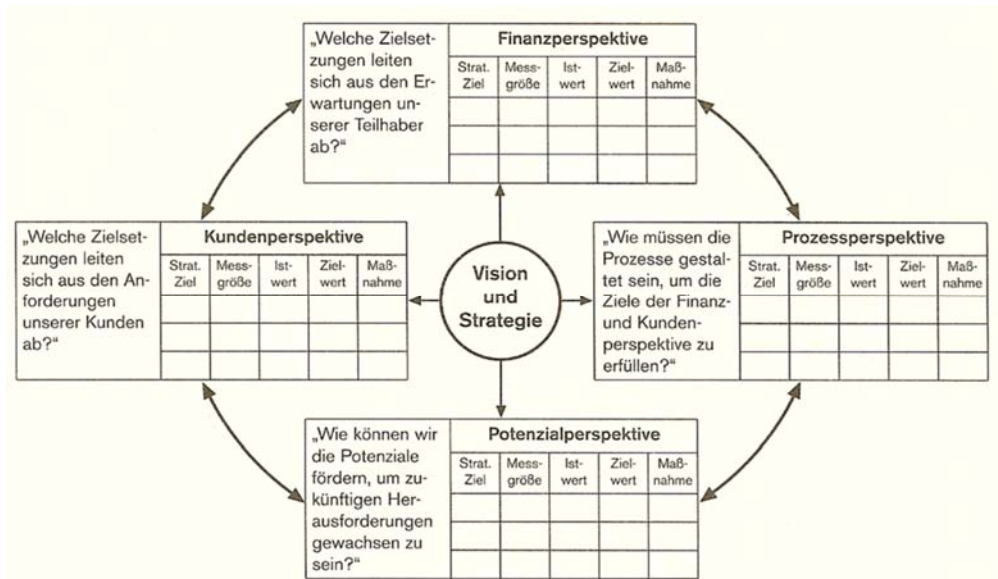 „Welche Zielset-
zungen leiten
sich aus den Er-
wartungen un-
serer Teilhaber
ab?“
Finanzperspektive
Strat. Ziel Mess- größe Ist- wert Ziel- wert Maß- nahme
„Welche Zielset-
zungen leiten
sich aus den An-
forderungen
unserer Kunden
ab?“
Kundenperspektive
Strat. Ziel Mess- größe Ist- wert Ziel- wert Maß- nahme
Vision
und
Strategie
„Wie müssen die
Prozesse gestal-
tet sein, um die
Ziele der Finanz-
und Kunden-
perspektive zu
erfüllen?“
Prozessperspektive
Strat. Ziel Mess- größe Ist- wert Ziel- wert Maß- nahme
„Wie können wir
die Potenziale
fördern, um zu-
künftigen Her-
ausforderungen
gewachsen zu
sein?“
Potenzialperspektive
Strat. Ziel Mess- größe Ist- wert Ziel- wert Maß- nahme